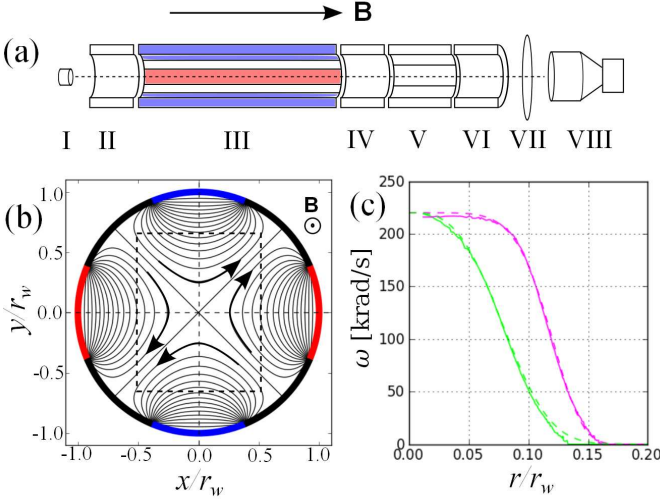 B
(a)
I II III IV V VI VII VIII
(b)
B
1.0
0.5
0.0
-0.5
-1.0
y/r_w
-1.0 -0.5 0.0 0.5 1.0
x/r_w
(c)
250
200
150
100
50
0
ω [krad/s]
0.00 0.05 0.10 0.15 0.20
r/r_w